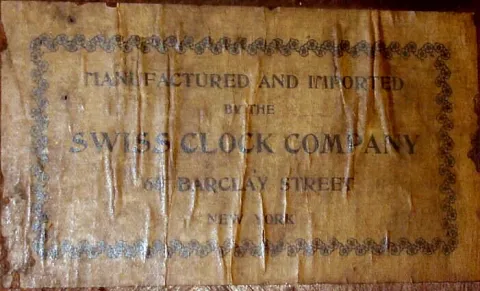 MANUFACTURED AND IMPORTED
BY THE
SWISS CLOCK COMPANY
BARCLAY STREET
NEW YORK